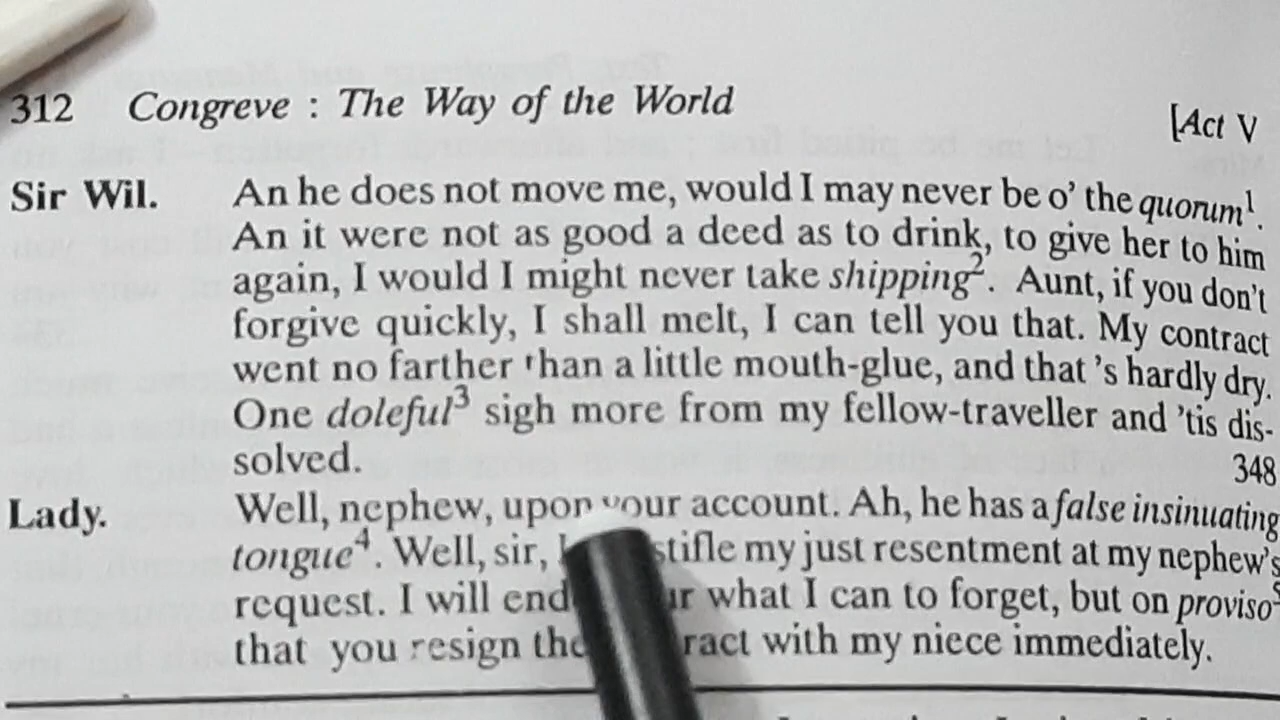 312 Congreve : The Way of the World [Act V
Sir Wil. An he does not move me, would I may never be o' the quorum¹.
An it were not as good a deed as to drink, to give her to him
again, I would I might never take shipping². Aunt, if you don't
forgive quickly, I shall melt, I can tell you that. My contract
went no farther than a little mouth-glue, and that 's hardly dry.
One doleful³ sigh more from my fellow-traveller and 'tis dis-
solved. 348
Lady. Well, nephew, upon your account. Ah, he has a false insinuating
tongue⁴. Well, sir, stifle my just resentment at my nephew's
request. I will what I can to forget, but on proviso⁵
that you resign with my niece immediately.